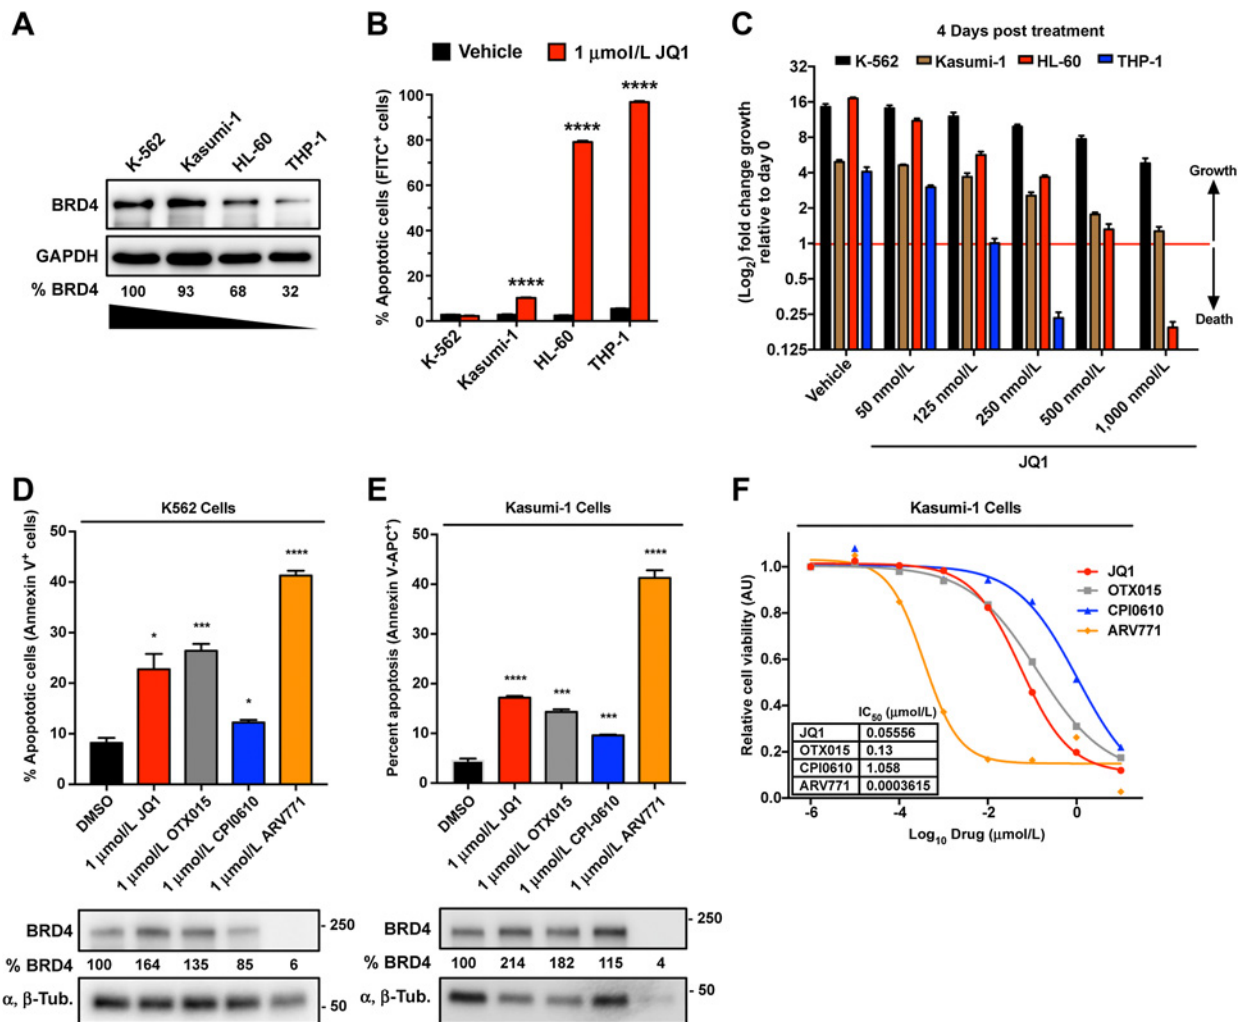 A
K-562
Kasumi-1
HL-60
THP-1
BRD4
GAPDH
% BRD4 100 93 68 32
B
Vehicle 1 μmol/L JQ1
% Apoptotic cells (FITC⁺ cells)
100
80
60
40
20
0
****
****
****
K-562
Kasumi-1
HL-60
THP-1
C
4 Days post treatment
K-562 Kasumi-1 HL-60 THP-1
(Log₂) fold change growth
relative to day 0
32
16
8
4
2
1
0.5
0.25
0.125
Growth
Death
Vehicle
50 nmol/L
125 nmol/L
250 nmol/L
500 nmol/L
1,000 nmol/L
JQ1
D
K562 Cells
% Apopototic cells (Annexin V⁺ cells)
50
40
30
20
10
0
*
***
*
****
DMSO
1 μmol/L JQ1
1 μmol/L OTX015
1 μmol/L CPI0610
1 μmol/L ARV771
BRD4 - 250
% BRD4 100 164 135 85 6
α, β-Tub. - 50
E
Kasumi-1 Cells
Percent apoptosis (Annexin V-APC⁺)
50
40
30
20
10
0
****
***
***
****
DMSO
1 μmol/L JQ1
1 μmol/L OTX015
1 μmol/L CPI-0610
1 μmol/L ARV771
BRD4 - 250
% BRD4 100 214 182 115 4
α, β-Tub. - 50
F
Kasumi-1 Cells
Relative cell viability (AU)
1.0
0.8
0.6
0.4
0.2
0.0
JQ1
OTX015
CPI0610
ARV771
IC₅₀ (μmol/L)
JQ1 0.05556
OTX015 0.13
CPI0610 1.058
ARV771 0.0003615
-6 -4 -2 0
Log₁₀ Drug (μmol/L)